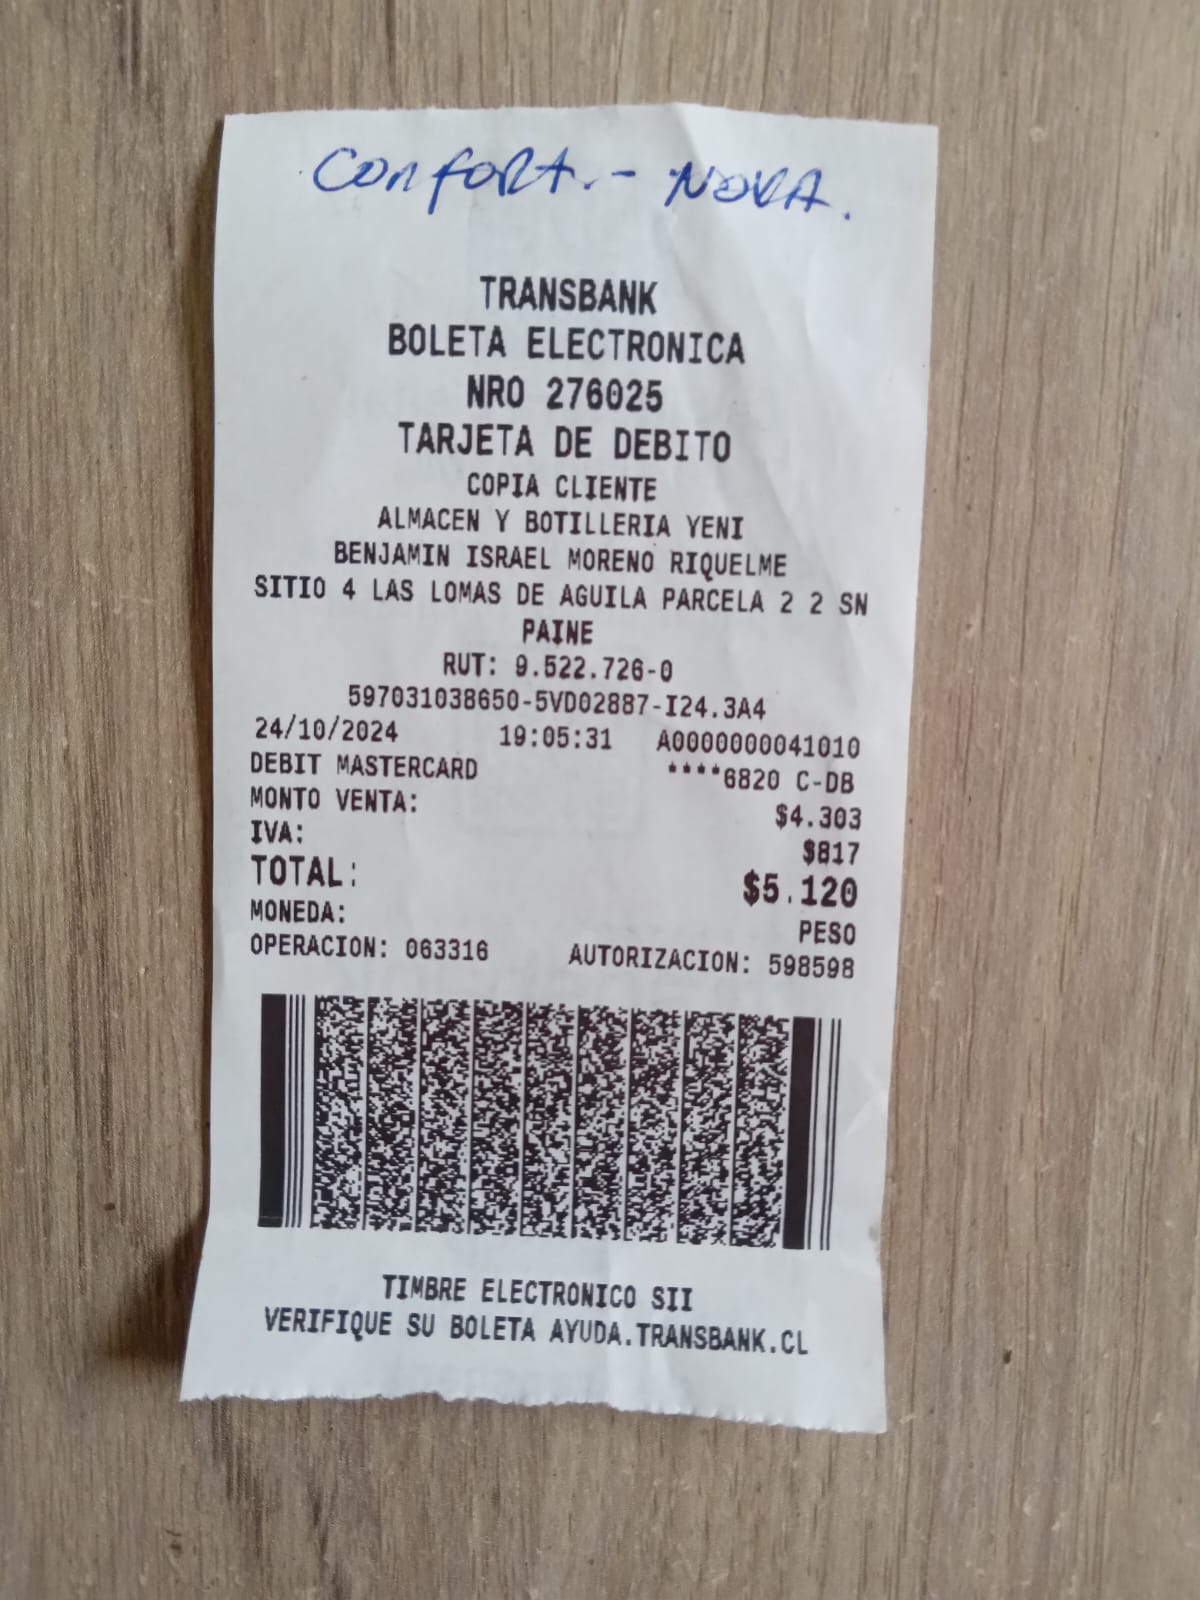 Confort.- NOVA.
TRANSBANK
BOLETA ELECTRONICA
NRO 276025
TARJETA DE DEBITO
COPIA CLIENTE
ALMACEN Y BOTILLERIA YENI
BENJAMIN ISRAEL MORENO RIQUELME
SITIO 4 LAS LOMAS DE AGUILA PARCELA 2 2 SN
PAINE
RUT: 9.522.726-0
597031038650-5VD02887-I24.3A4
24/10/2024 19:05:31 A0000000041010
DEBIT MASTERCARD ****6820 C-DB
MONTO VENTA: $4.303
IVA: $817
TOTAL: $5.120
MONEDA: PESO
OPERACION: 063316 AUTORIZACION: 598598
TIMBRE ELECTRONICO SII
VERIFIQUE SU BOLETA AYUDA.TRANSBANK.CL